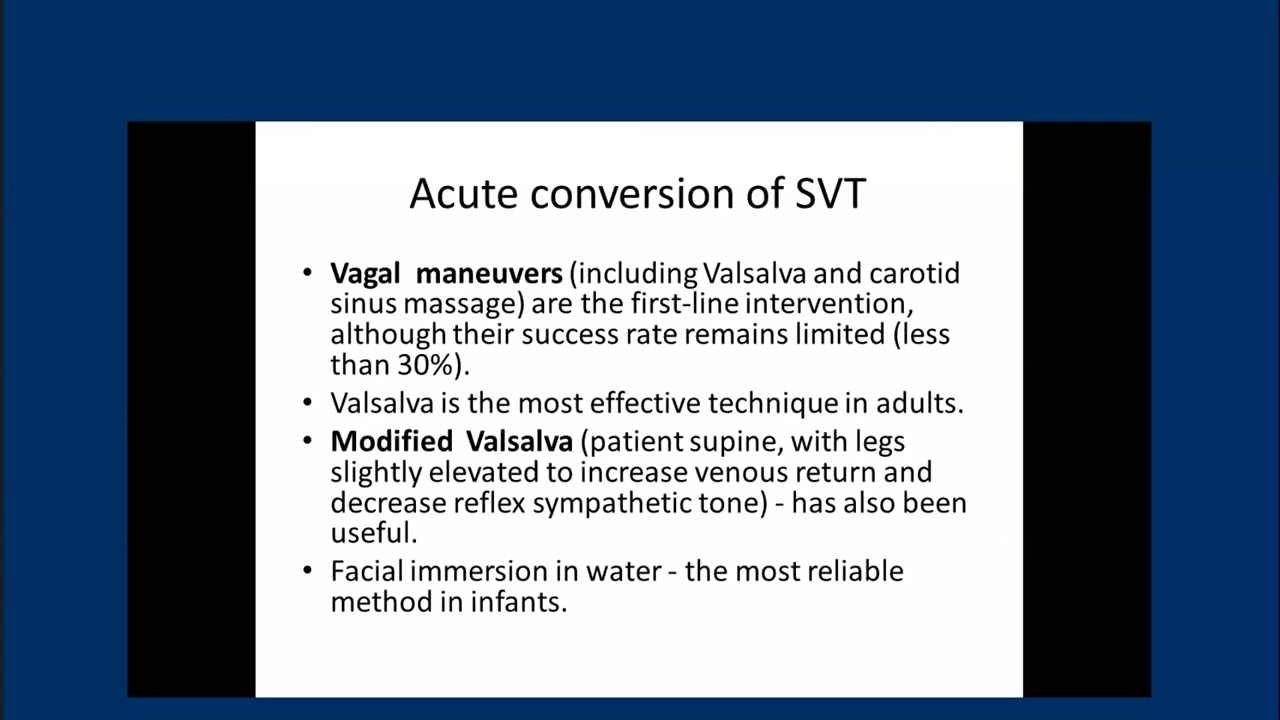 Acute conversion of SVT
• Vagal maneuvers (including Valsalva and carotid
sinus massage) are the first-line intervention,
although their success rate remains limited (less
than 30%).
• Valsalva is the most effective technique in adults.
• Modified Valsalva (patient supine, with legs
slightly elevated to increase venous return and
decrease reflex sympathetic tone) - has also been
useful.
• Facial immersion in water - the most reliable
method in infants.